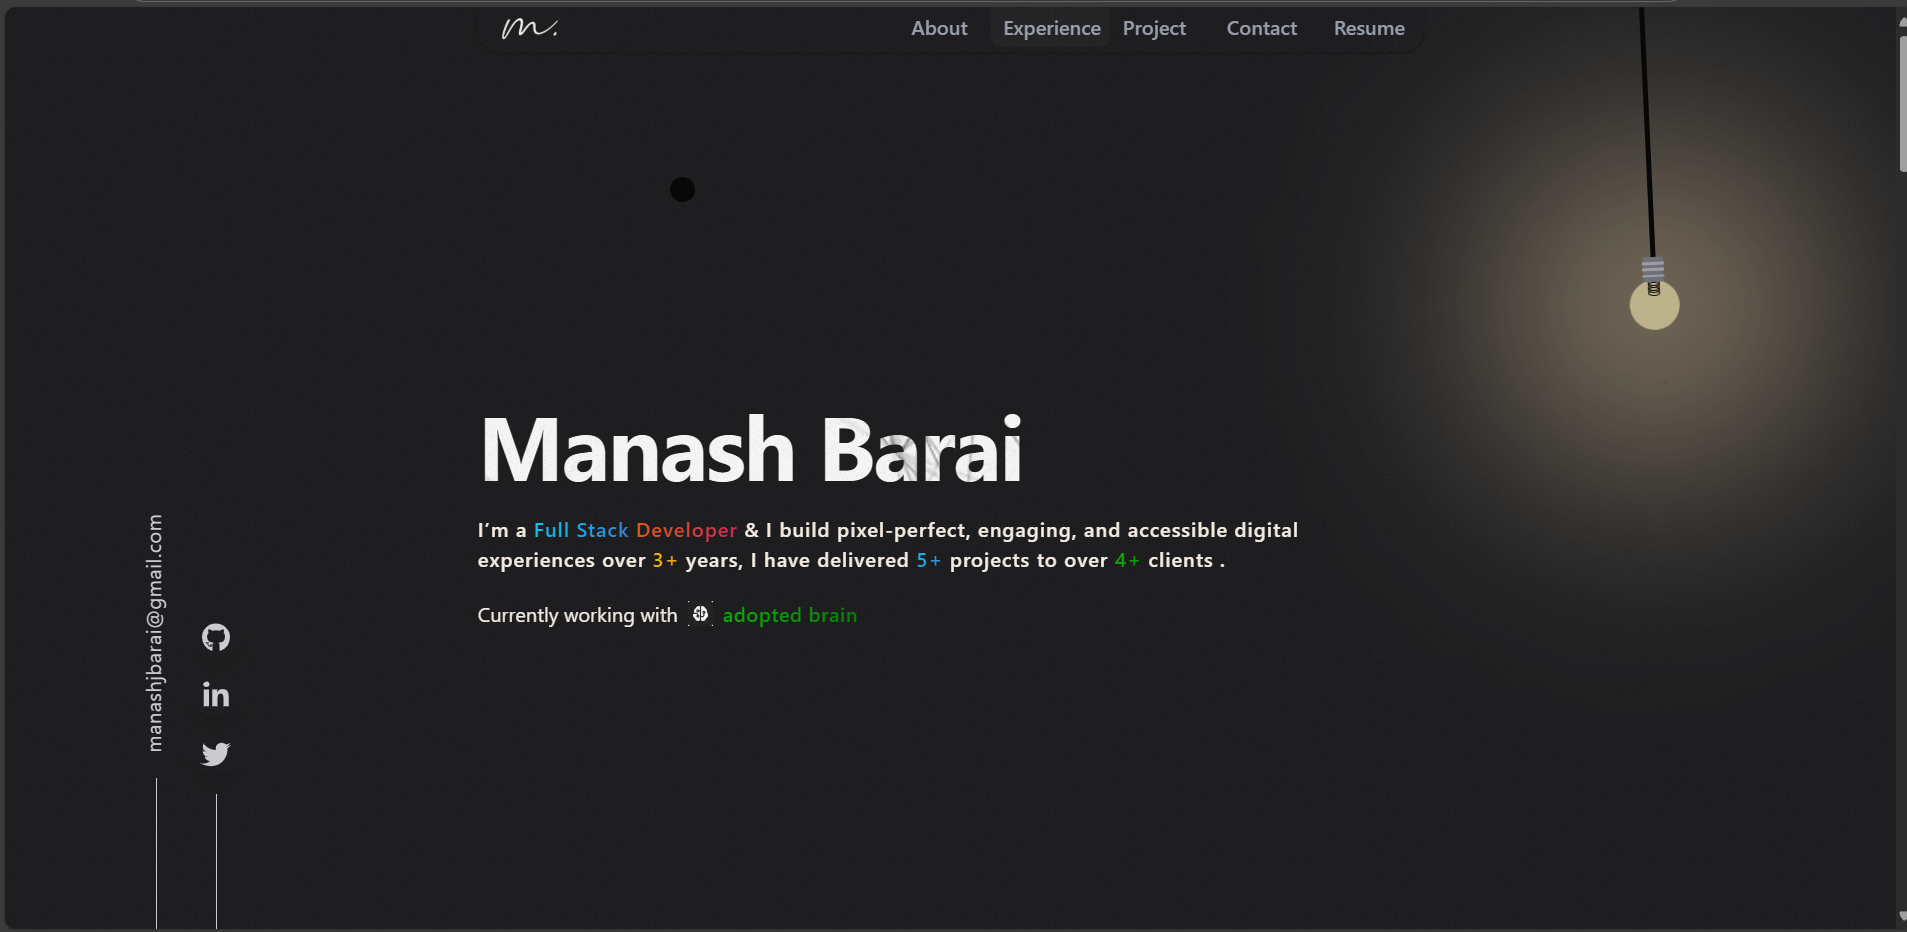 m.
About
Experience
Project
Contact
Resume
Manash Barai
I’m a Full Stack Developer & I build pixel-perfect, engaging, and accessible digital
experiences over 3+ years, I have delivered 5+ projects to over 4+ clients .
Currently working with adopted brain
manashjbarai@gmail.com
in